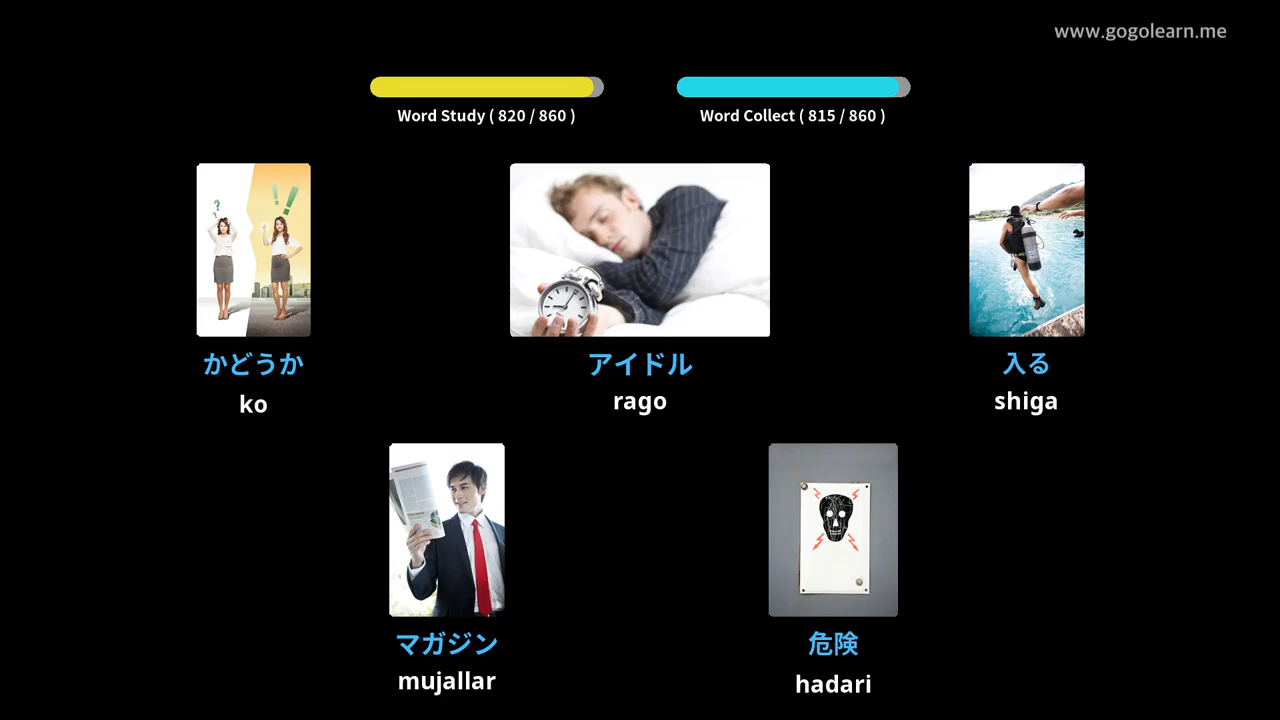 www.gogolearn.me
Word Study ( 820 / 860 )
Word Collect ( 815 / 860 )
かどうか
ko
アイドル
rago
入る
shiga
マガジン
mujallar
危険
hadari